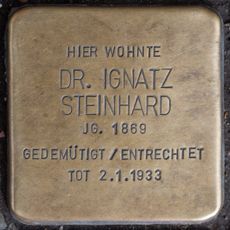 HIER WOHNTE
DR. IGNATZ
STEINHARD
JG. 1869
GEDEMÜTIGT / ENTRECHTET
TOT 2.1.1933